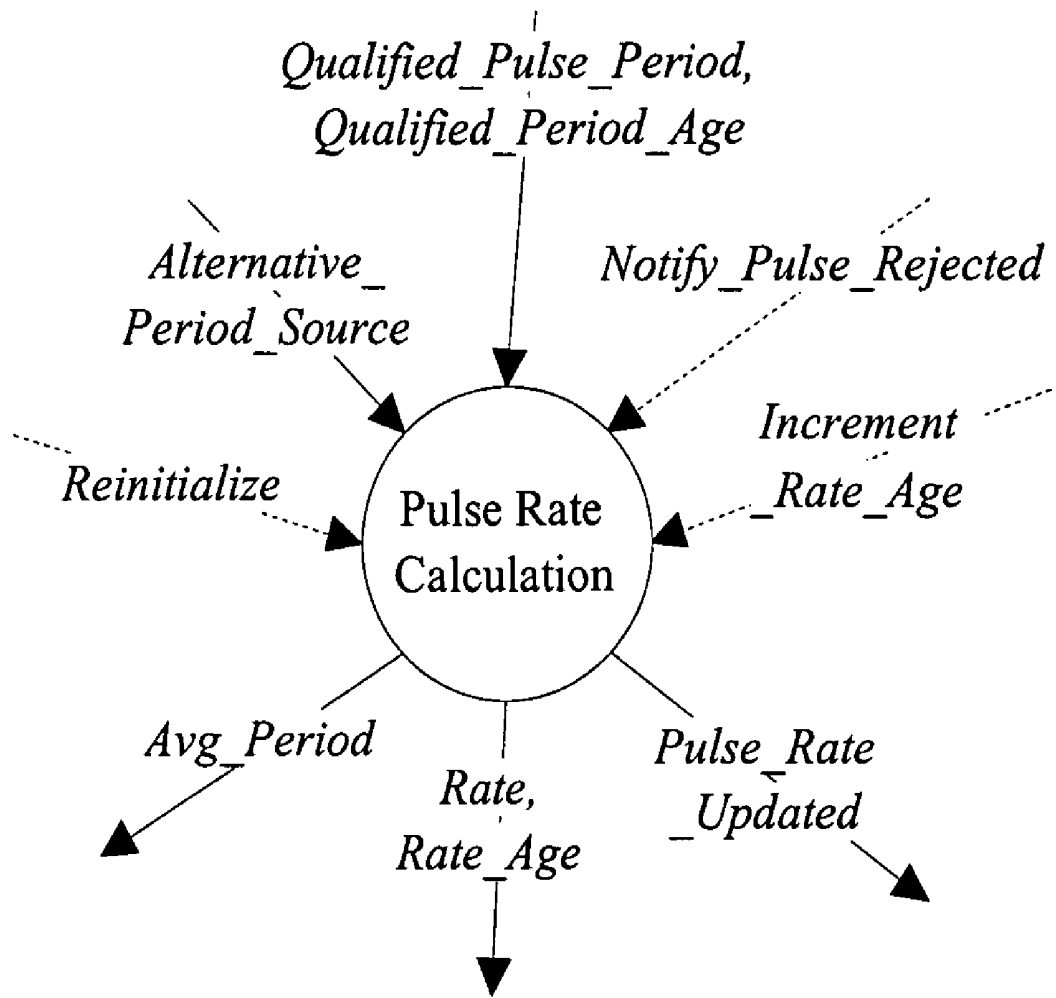 Qualified_Pulse_Period,
Qualified_Period_Age
Alternative_
Period_Source
Notify_Pulse_Rejected
Increment
_Rate_Age
Reinitialize
Pulse Rate
Calculation
Avg_Period
Rate,
Rate_Age
Pulse_Rate
_Updated